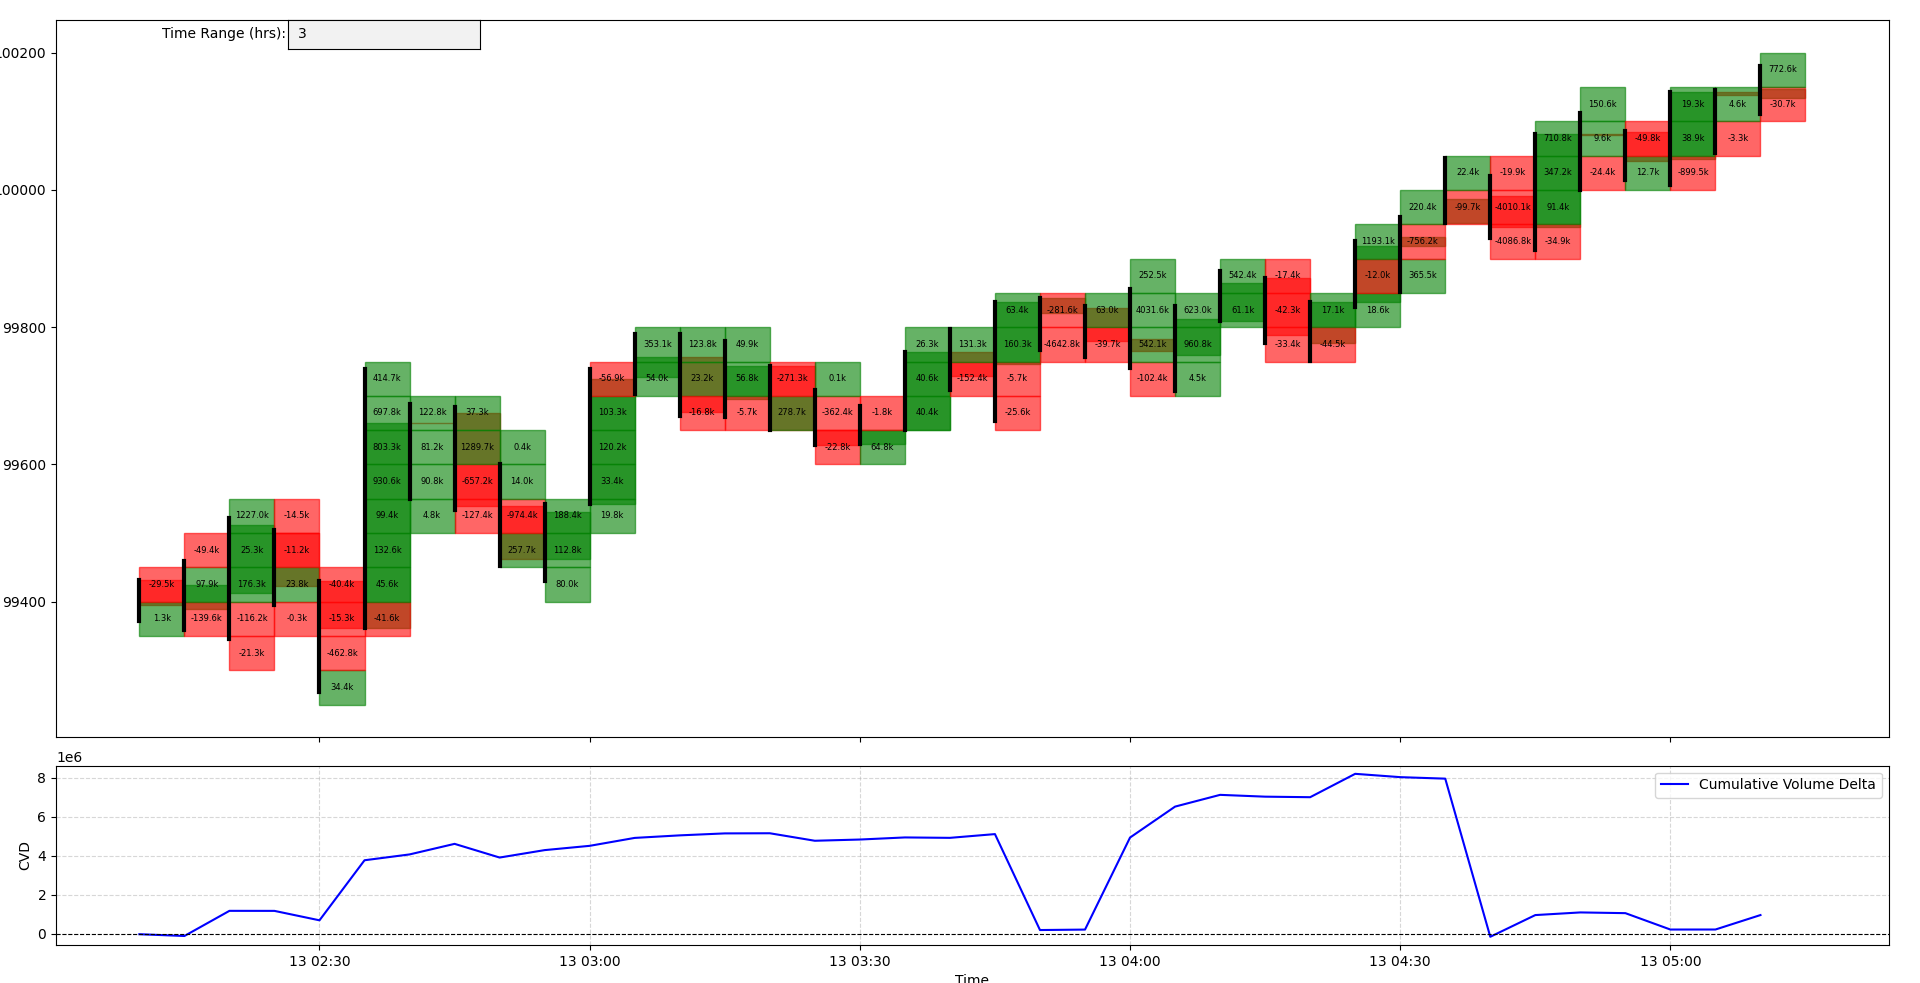 Time Range (hrs): 3
100200
772.6k
150.6k 19.3k 4.6k -30.7k
710.8k 9.6k -49.8k 38.9k -3.3k
22.4k -19.9k 347.2k -24.4k 12.7k -899.5k
100000
220.4k -99.7k -4010.1k 91.4k
1193.1k -756.2k -4086.8k -34.9k
252.5k 542.4k -17.4k -12.0k 365.5k
63.4k -281.6k 63.0k 4031.6k 623.0k 61.1k -42.3k 17.1k 18.6k
99800
353.1k 123.8k 49.9k 26.3k 131.3k 160.3k -4642.8k -39.7k 542.1k 960.8k -33.4k -44.5k
414.7k -56.9k 54.0k 23.2k 56.8k -271.3k 0.1k 40.6k -152.4k -5.7k -102.4k 4.5k
697.8k 122.8k 37.3k 103.3k -16.8k -5.7k 278.7k -362.4k -1.8k 40.4k -25.6k
803.3k 81.2k 1289.7k 0.4k 120.2k -22.8k 64.8k
99600
930.6k 90.8k -657.2k 14.0k 33.4k
1227.0k -14.5k 99.4k 4.8k -127.4k -974.4k 188.4k 19.8k
-49.4k 25.3k -11.2k 132.6k 257.7k 112.8k
-29.5k 97.9k 176.3k 23.8k -40.4k 45.6k 80.0k
99400
1.3k -139.6k -116.2k -0.3k -15.3k -41.6k
-21.3k -462.8k
34.4k
1e6
8
Cumulative Volume Delta
6
4
CVD
2
0
13 02:30 13 03:00 13 03:30 13 04:00 13 04:30 13 05:00
Time